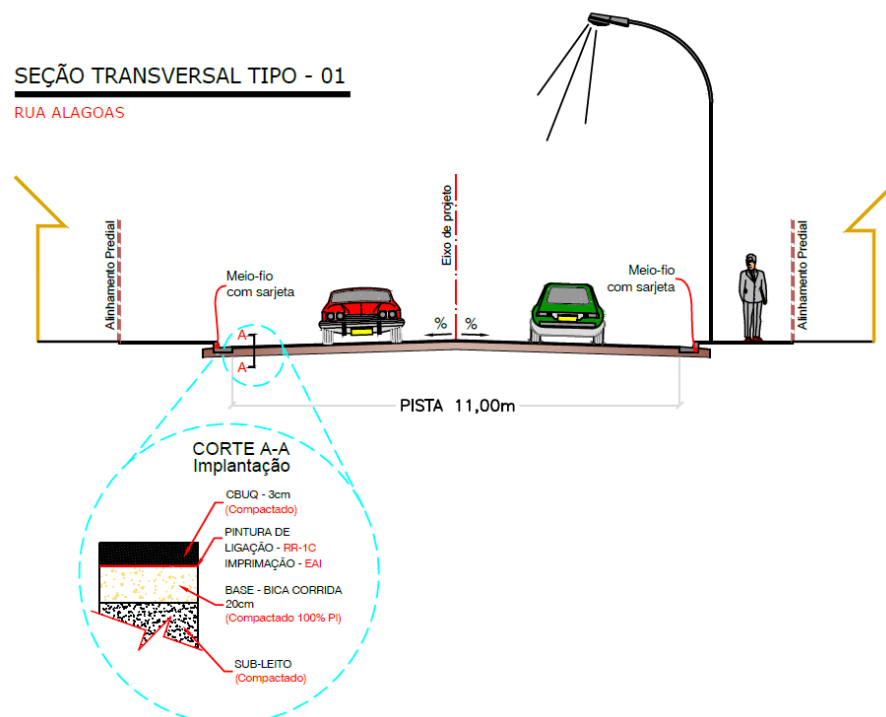 SEÇÃO TRANSVERSAL TIPO - 01
RUA ALAGOAS
Alinhamento Predial
Meio-fio
com sarjeta
Eixo de projeto
Meio-fio
com sarjeta
Alinhamento Predial
% %
A
A
PISTA 11,00m
CORTE A-A
Implantação
CBUQ - 3cm
(Compactado)
PINTURA DE
LIGAÇÃO - RR-1C
IMPRIMAÇÃO - EAI
BASE - BICA CORRIDA
20cm
(Compactado 100% PI)
SUB-LEITO
(Compactado)